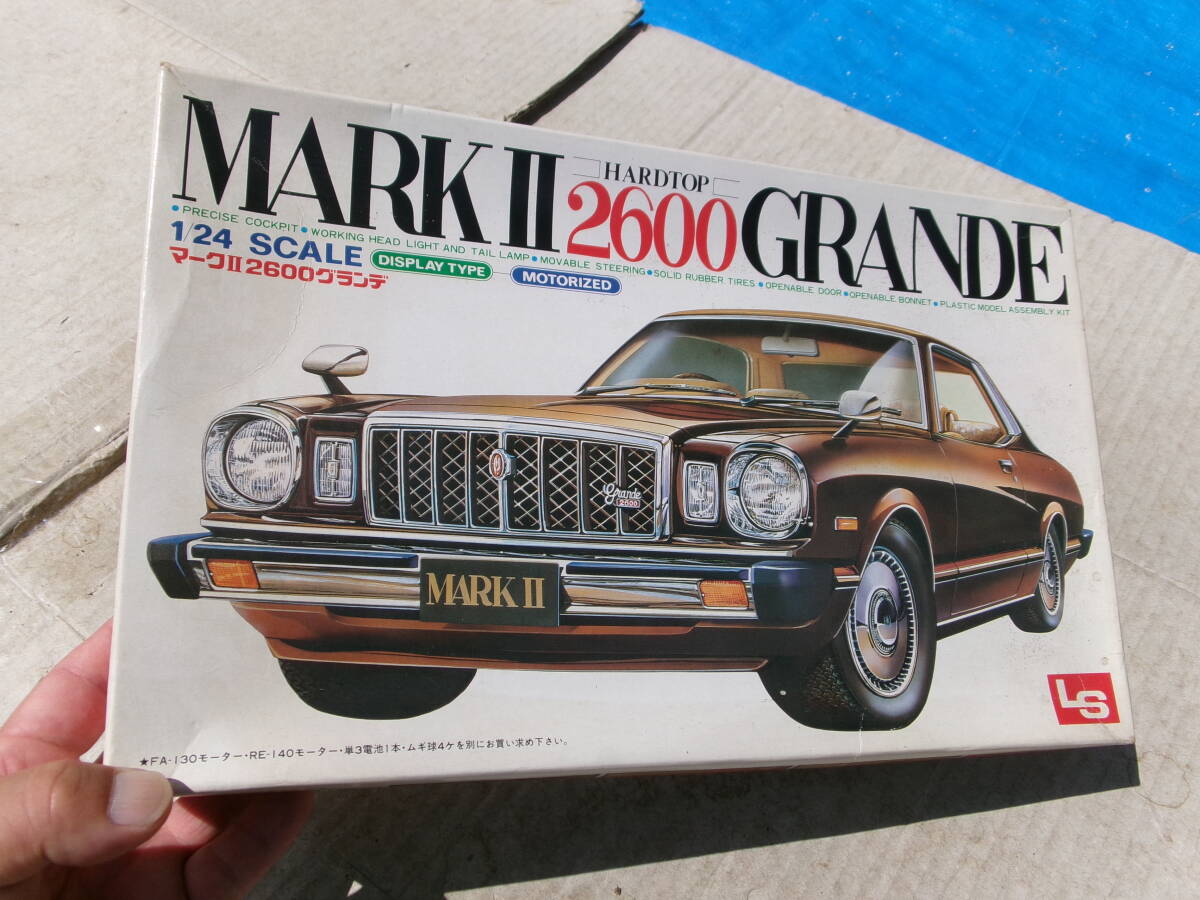 MARK II HARDTOP 2600 GRANDE
• PRECISE COCKPIT • WORKING HEAD LIGHT AND TAIL LAMP • MOVABLE STEERING • SOLID RUBBER TIRES • OPENABLE DOOR • OPENABLE BONNET • PLASTIC MODEL ASSEMBLY KIT
1/24 SCALE DISPLAY TYPE MOTORIZED
マークⅡ2600グランデ
Grande
2600
MARK II
LS
★FA-130モーター・RE-140モーター・単3電池1本・ムギ球4ケを別にお買い求め下さい。